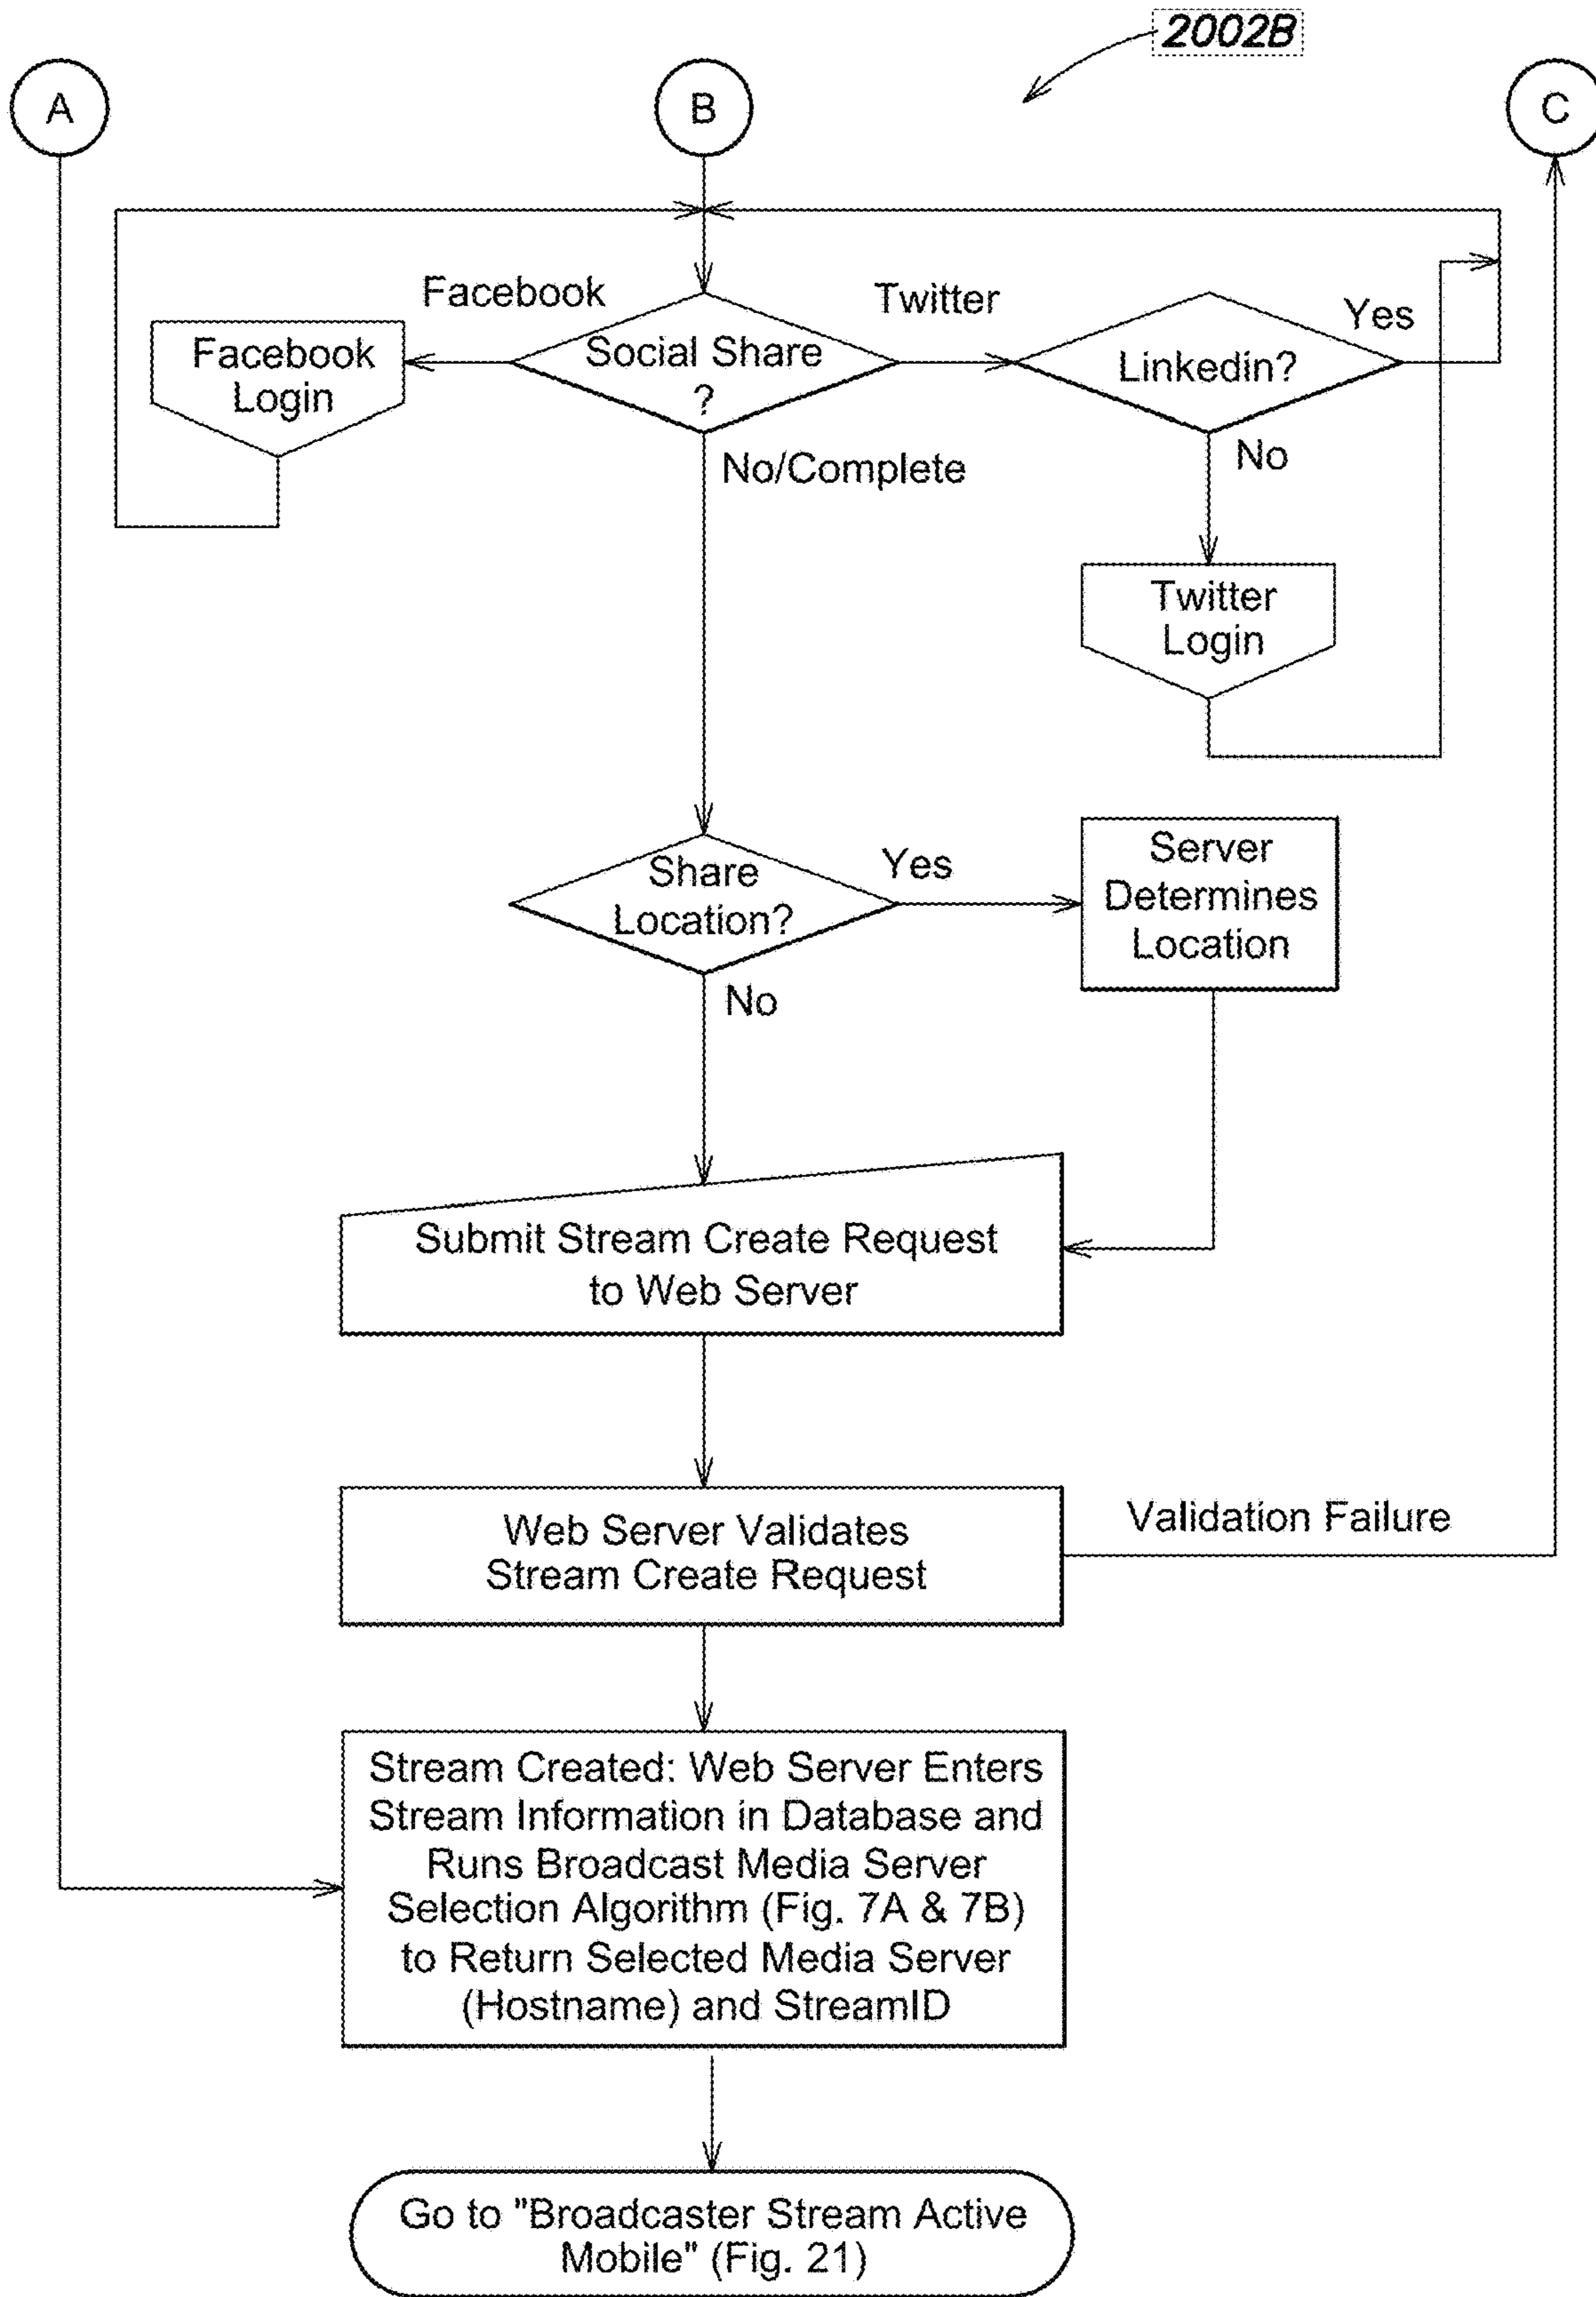 2002B
A
B
C
Facebook
Twitter
Yes
Facebook
Login
Social Share
?
Linkedin?
No/Complete
No
Twitter
Login
Share
Location?
Yes
Server
Determines
Location
No
Submit Stream Create Request
to Web Server
Web Server Validates
Stream Create Request
Validation Failure
Stream Created: Web Server Enters
Stream Information in Database and
Runs Broadcast Media Server
Selection Algorithm (Fig. 7A & 7B)
to Return Selected Media Server
(Hostname) and StreamID
Go to "Broadcaster Stream Active
Mobile" (Fig. 21)